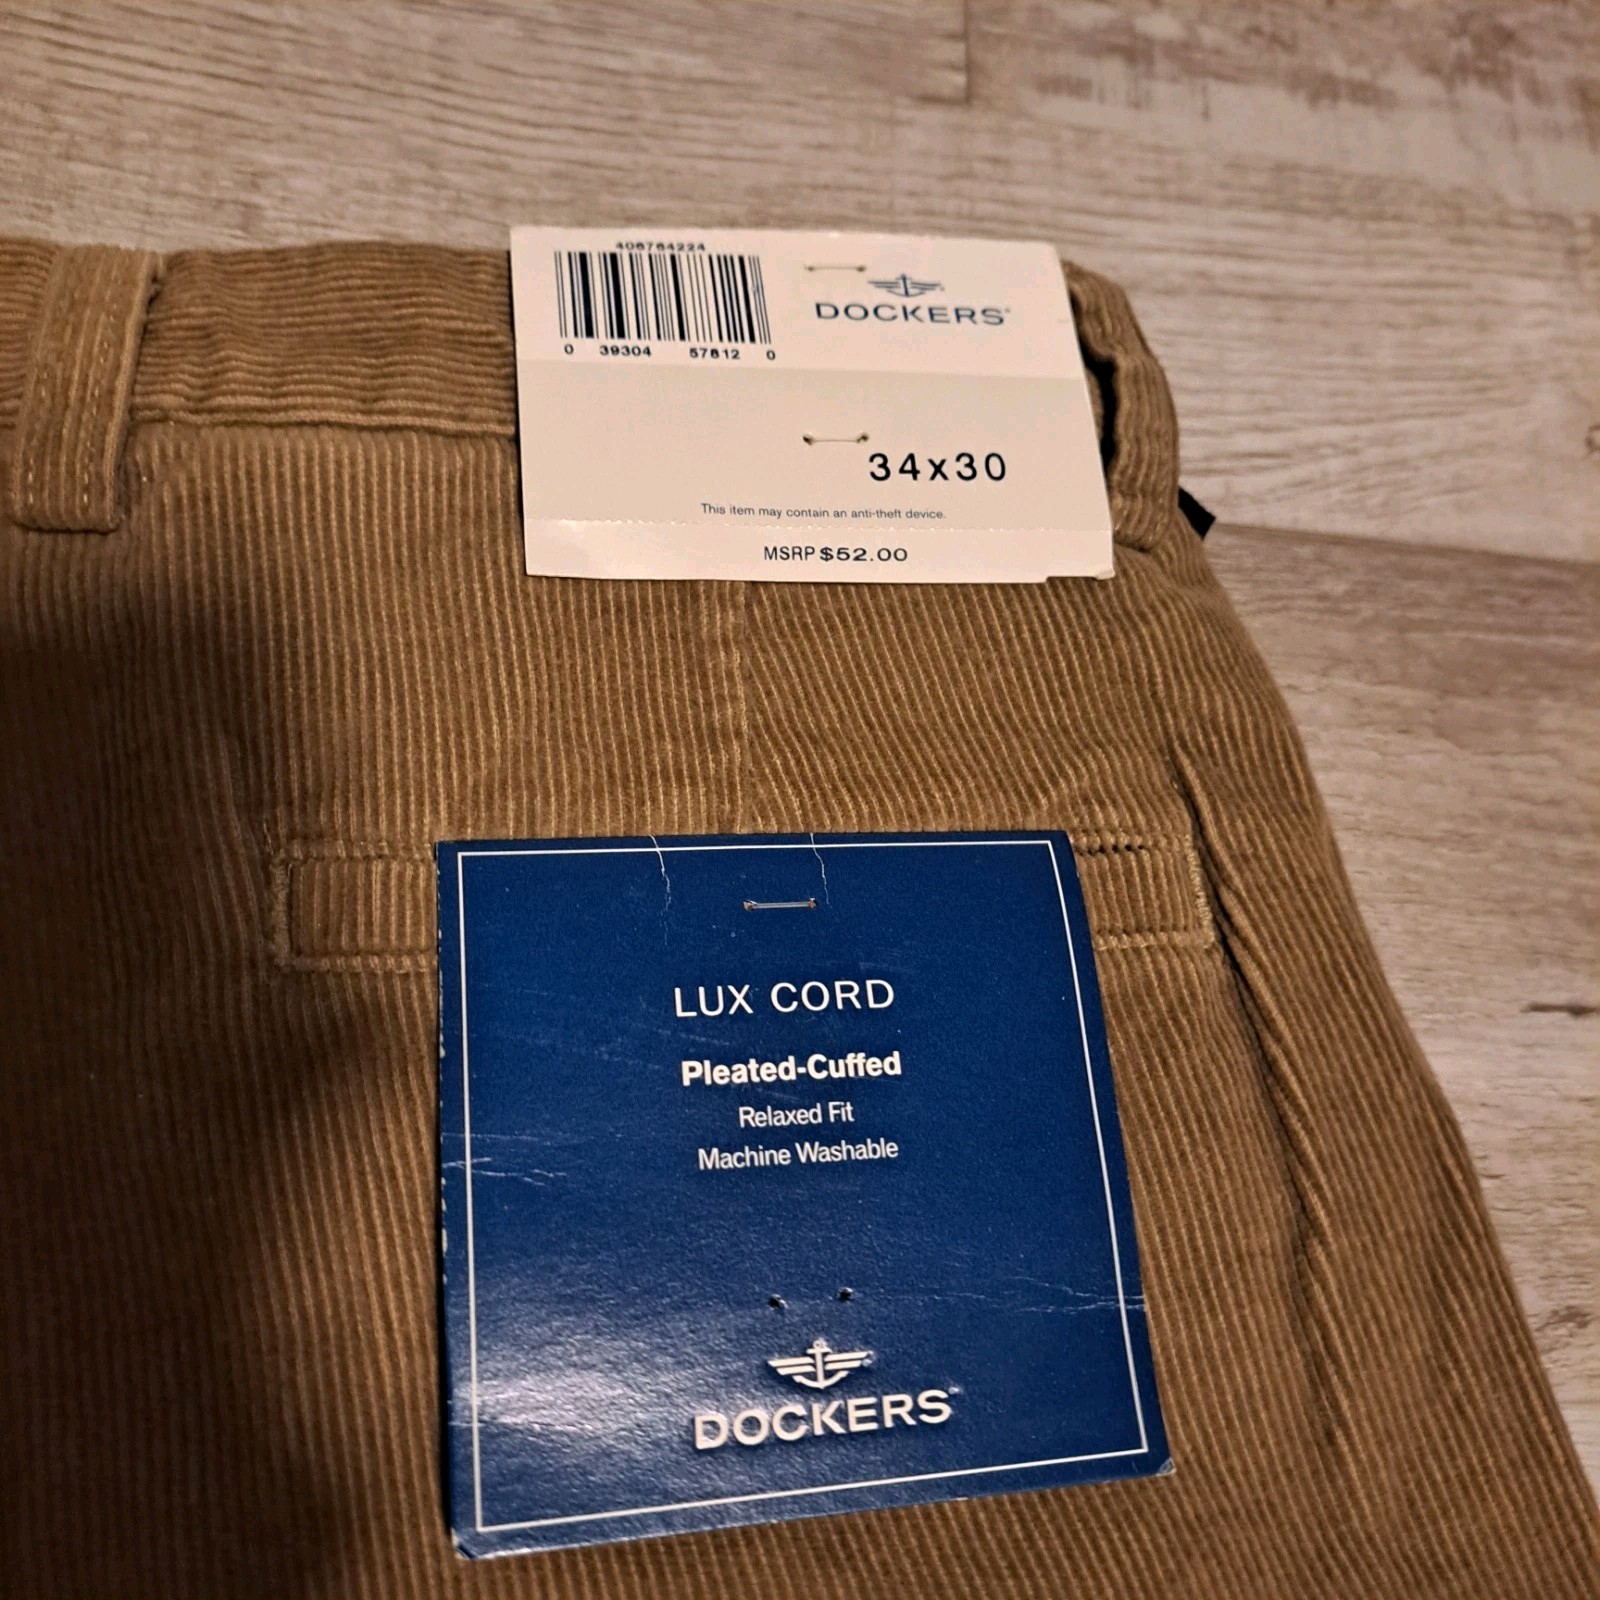 406764224
0 39304 57812 0
DOCKERS®
34x30
This item may contain an anti-theft device.
MSRP $52.00
LUX CORD
Pleated-Cuffed
Relaxed Fit
Machine Washable
DOCKERS